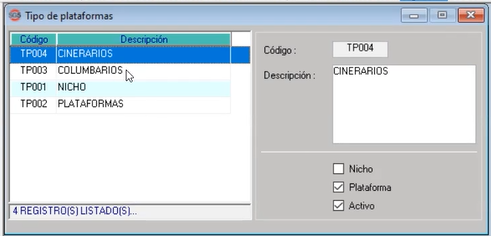 Tipo de plataformas
Código Descripción
TP004 CINERARIOS
TP003 COLUMBARIOS
TP001 NICHO
TP002 PLATAFORMAS
4 REGISTRO(S) LISTADO(S)...
Código : TP004
Descripción : CINERARIOS
Nicho
Plataforma
Activo